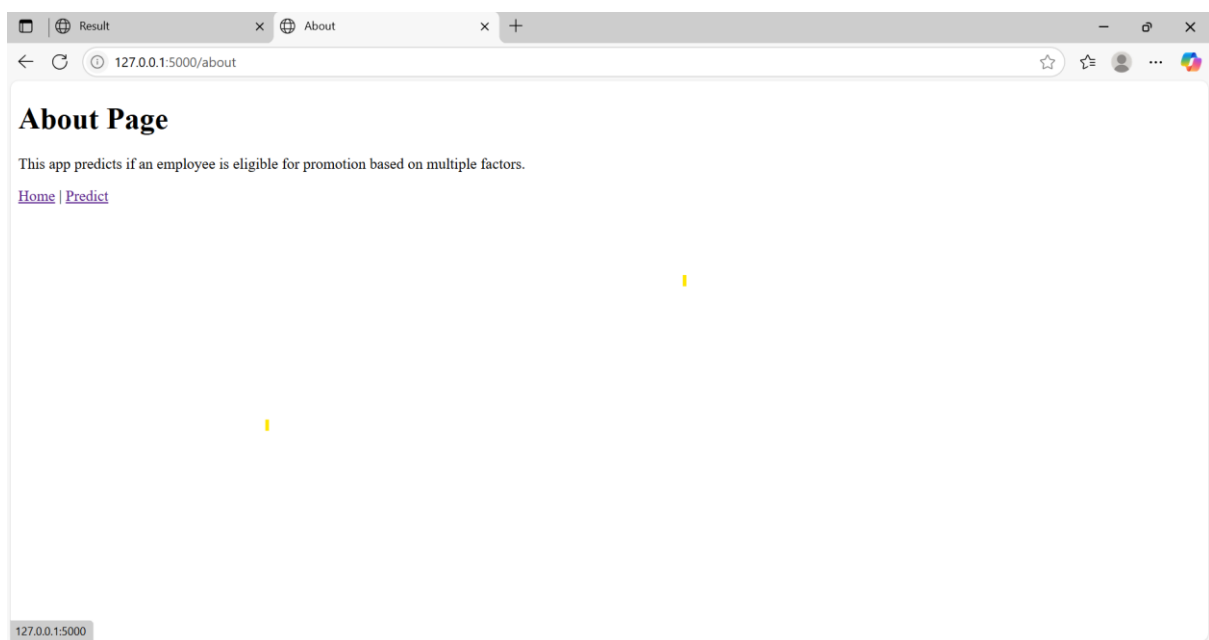 Result
About
127.0.0.1:5000/about
About Page
This app predicts if an employee is eligible for promotion based on multiple factors.
Home | Predict
127.0.0.1:5000